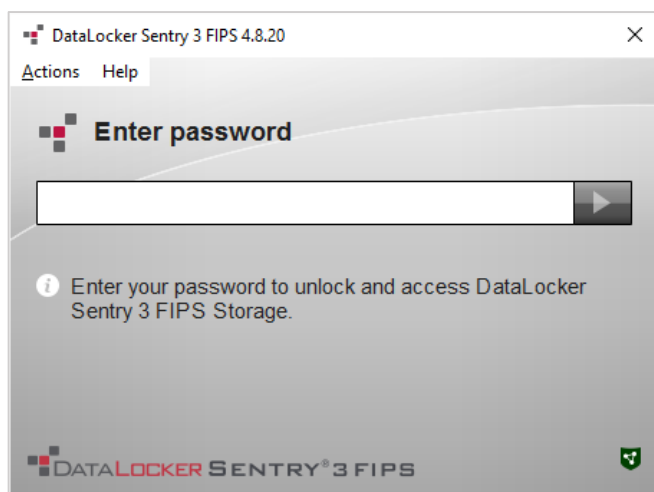 DataLocker Sentry 3 FIPS 4.8.20
Actions Help
Enter password
Enter your password to unlock and access DataLocker
Sentry 3 FIPS Storage.
DATALOCKER SENTRY® 3 FIPS